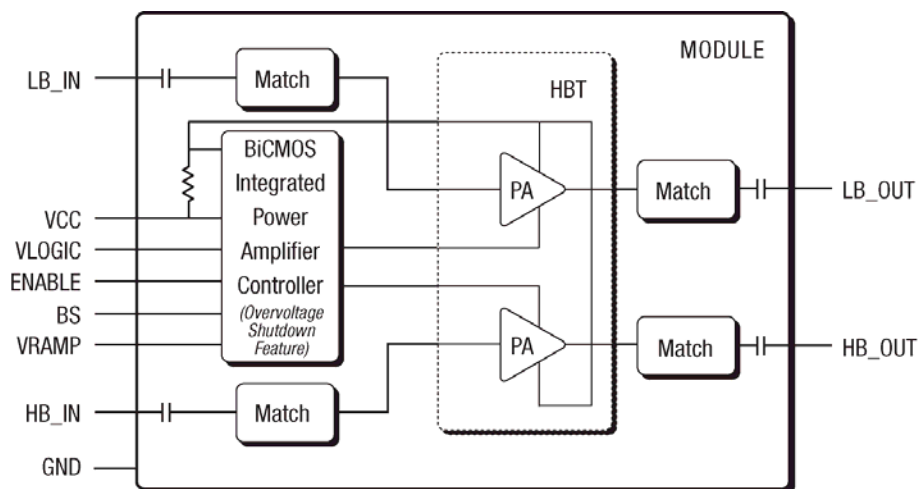 MODULE
LB_IN
Match
HBT
BiCMOS
Integrated
Power
Amplifier
Controller
(Overvoltage
Shutdown
Feature)
PA
Match
LB_OUT
VCC
VLOGIC
ENABLE
BS
VRAMP
PA
Match
HB_OUT
HB_IN
Match
GND